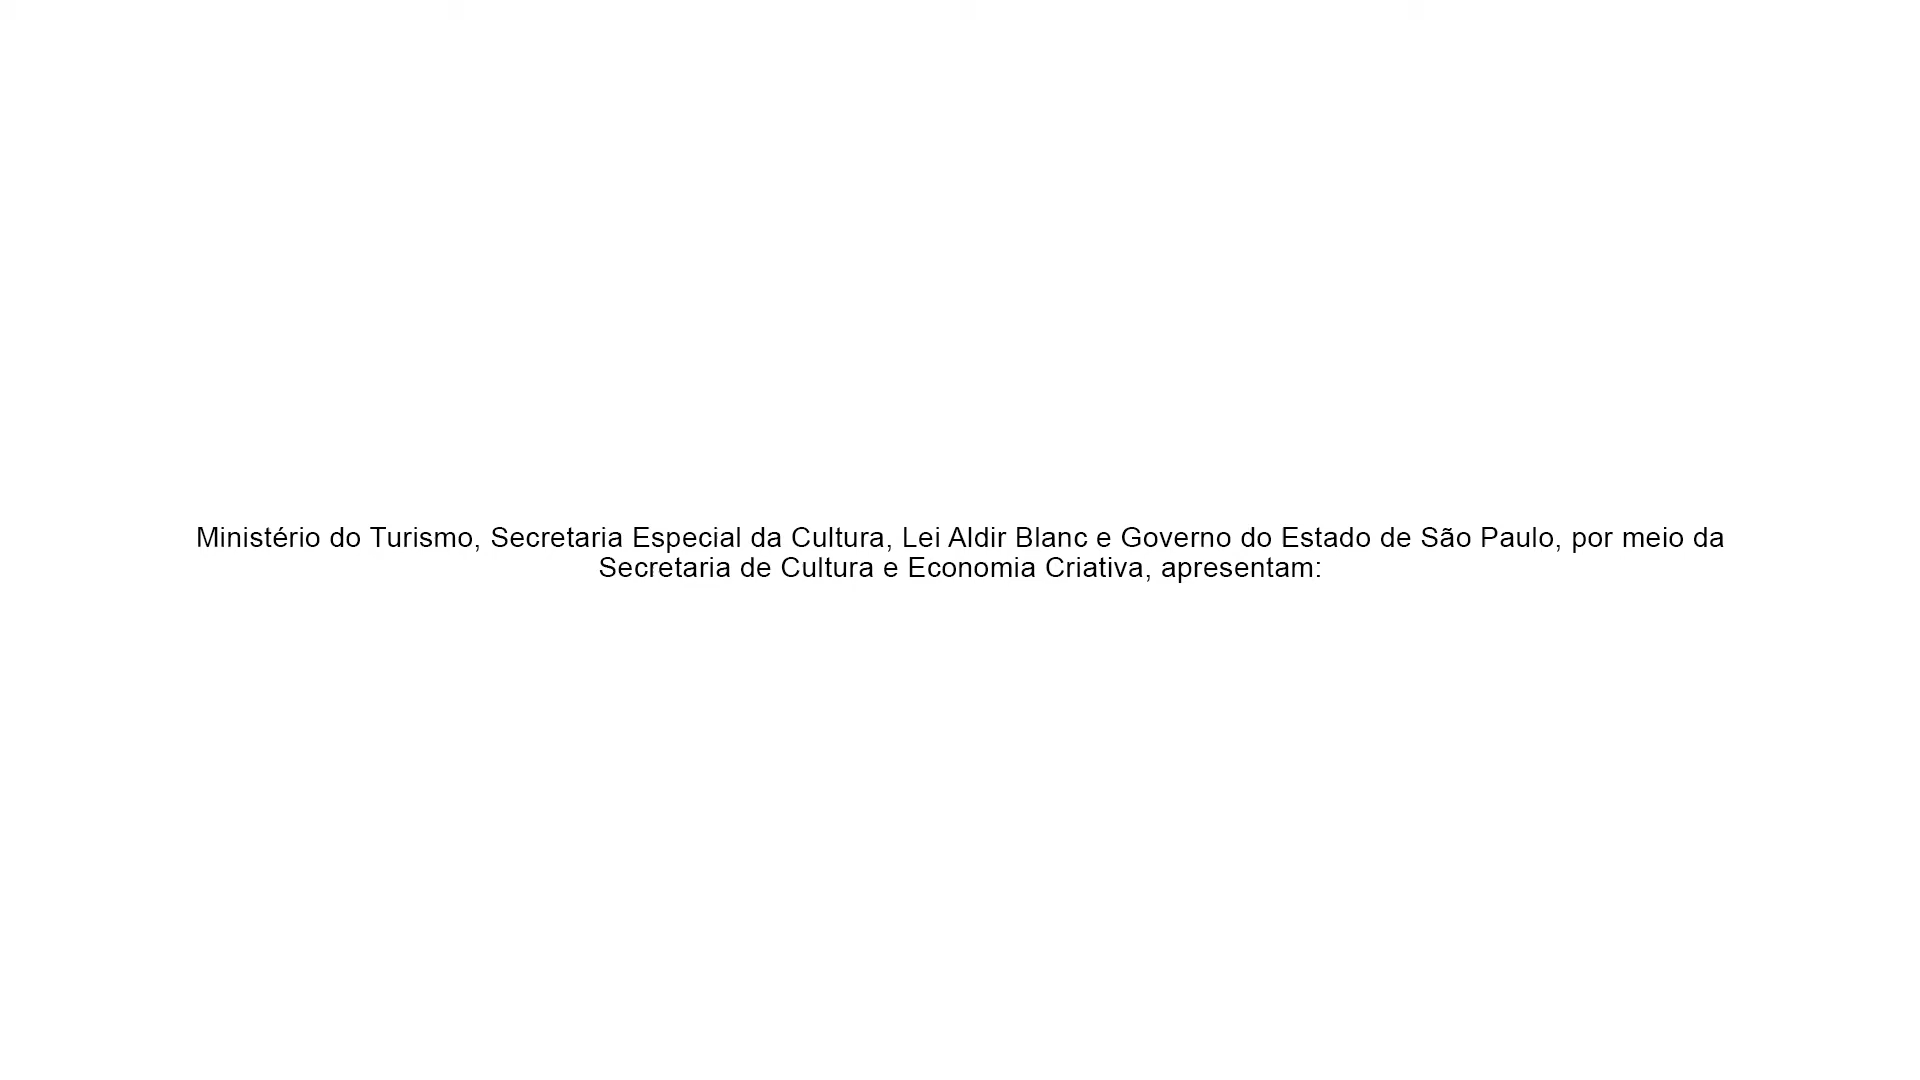 Ministério do Turismo, Secretaria Especial da Cultura, Lei Aldir Blanc e Governo do Estado de São Paulo, por meio da
Secretaria de Cultura e Economia Criativa, apresentam: